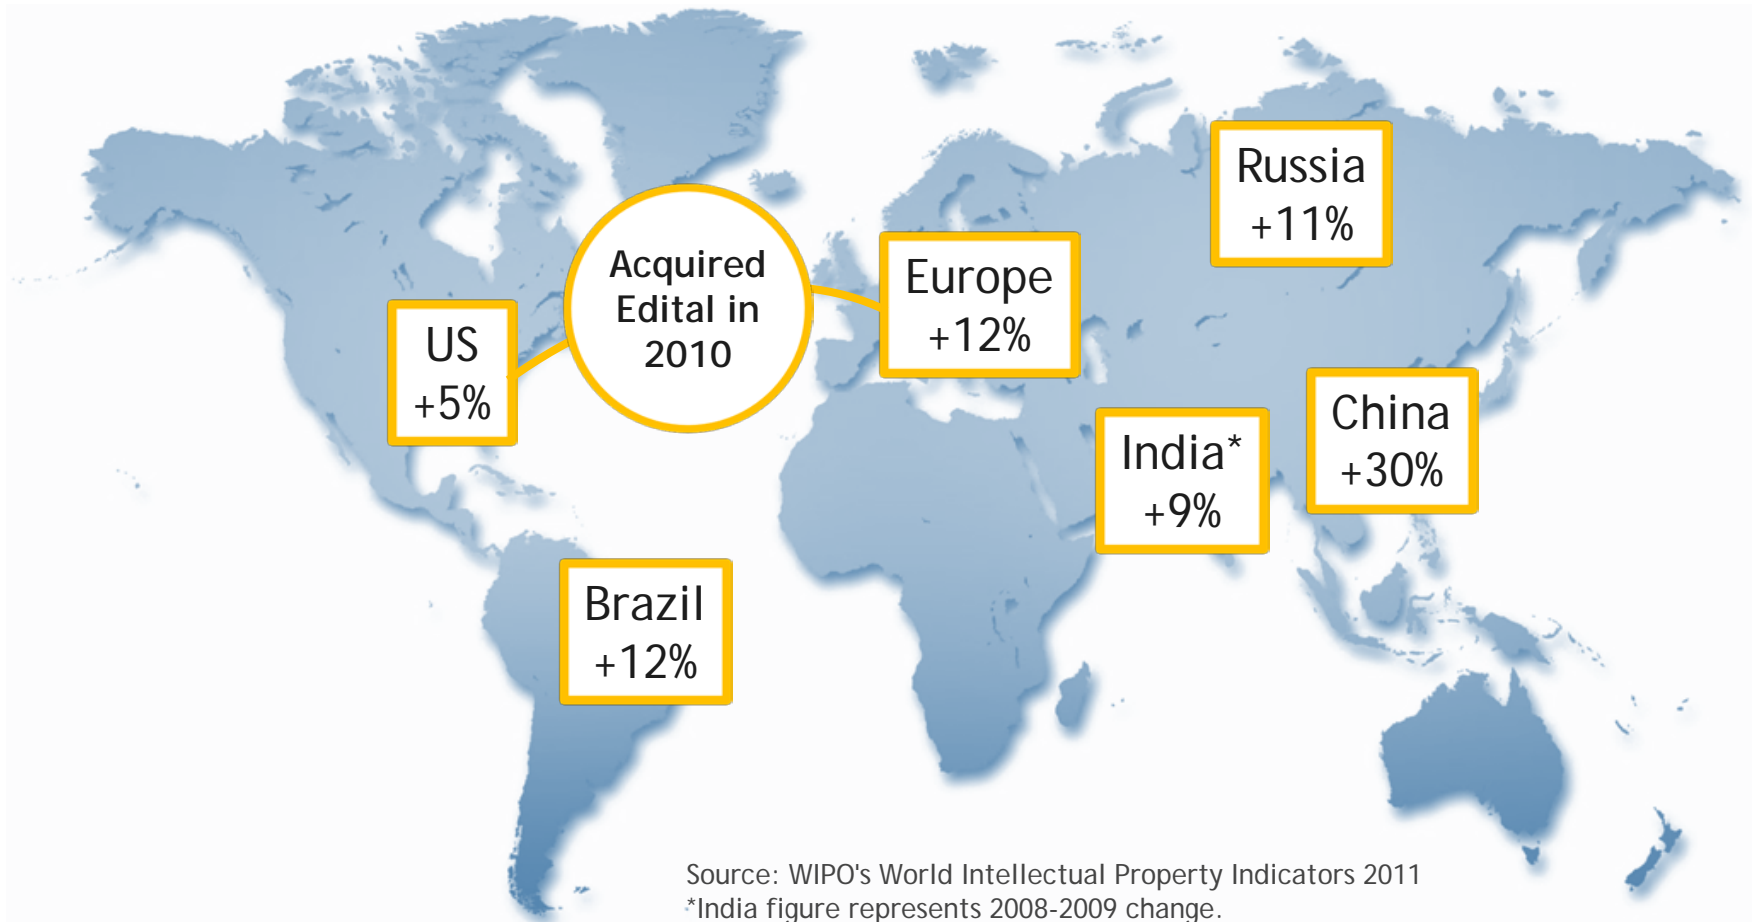 Russia
+11%
Acquired
Edital in
2010
Europe
+12%
US
+5%
China
+30%
India*
+9%
Brazil
+12%
Source: WIPO's World Intellectual Property Indicators 2011
*India figure represents 2008-2009 change.